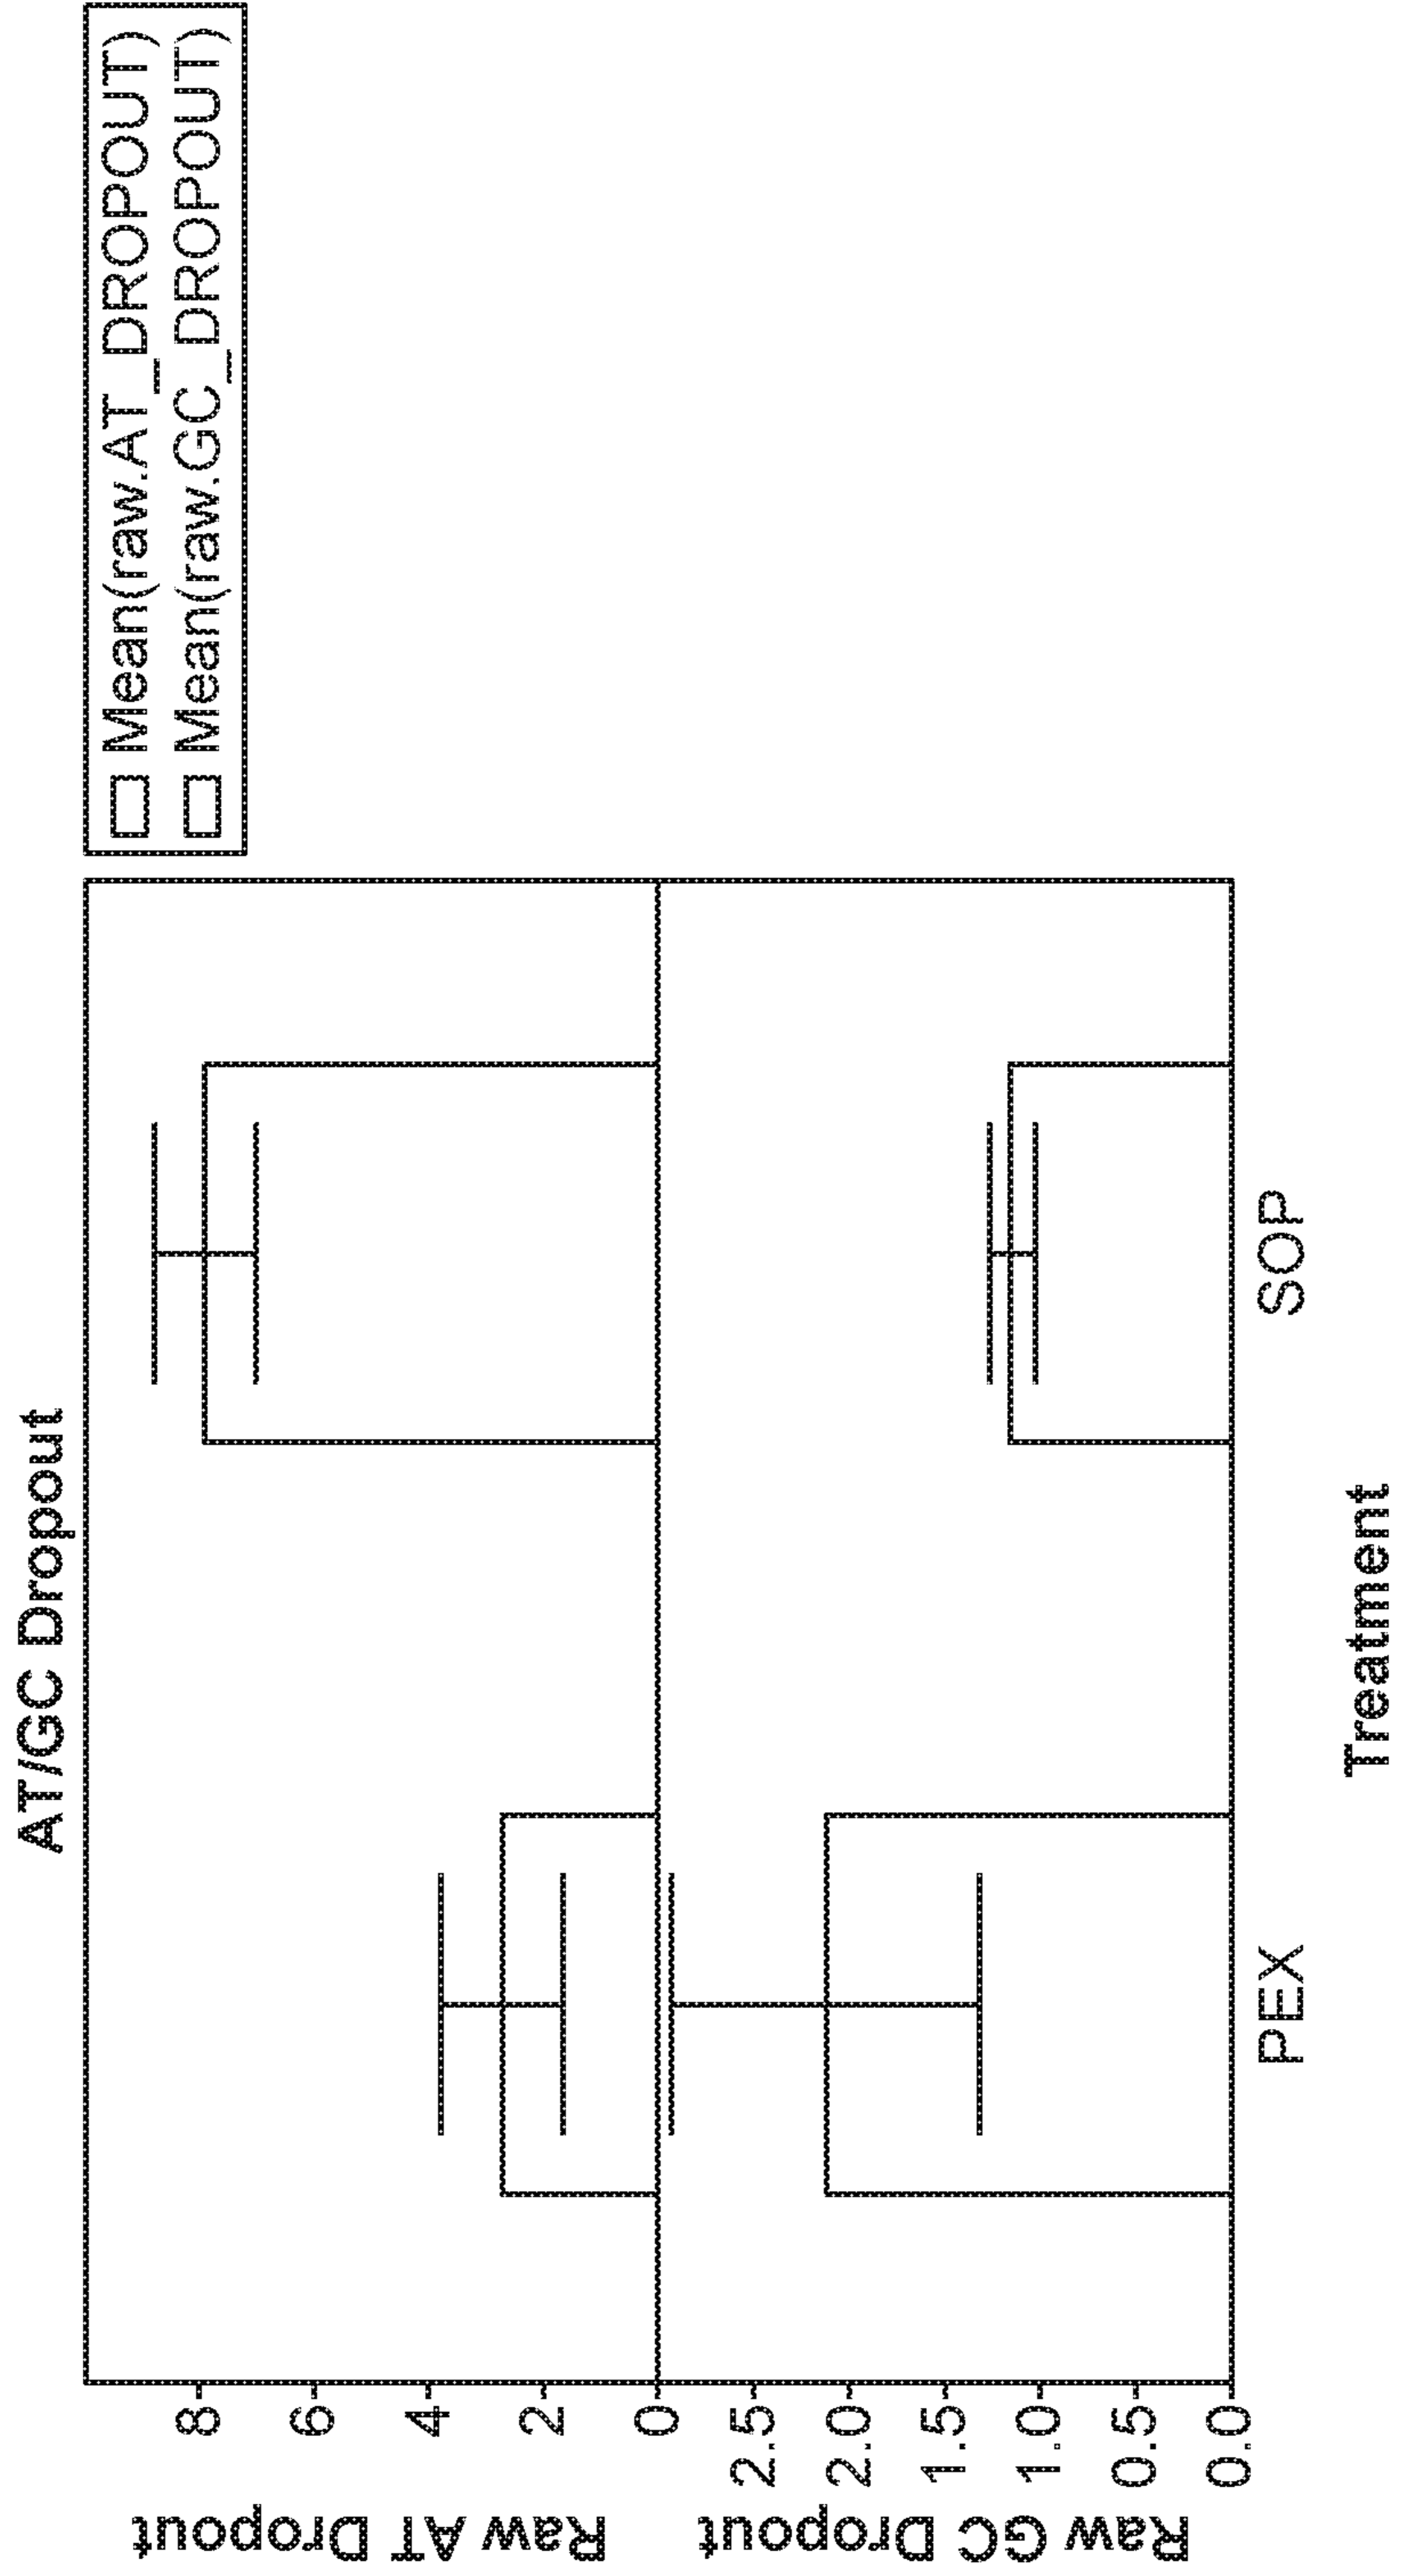 AT/GC Dropout
Mean(raw.AT_DROPOUT)
Mean(raw.GC_DROPOUT)
Raw AT Dropout
8
6
4
2
0
Raw GC Dropout
2.5
2.0
1.5
1.0
0.5
0.0
PEX
SOP
Treatment